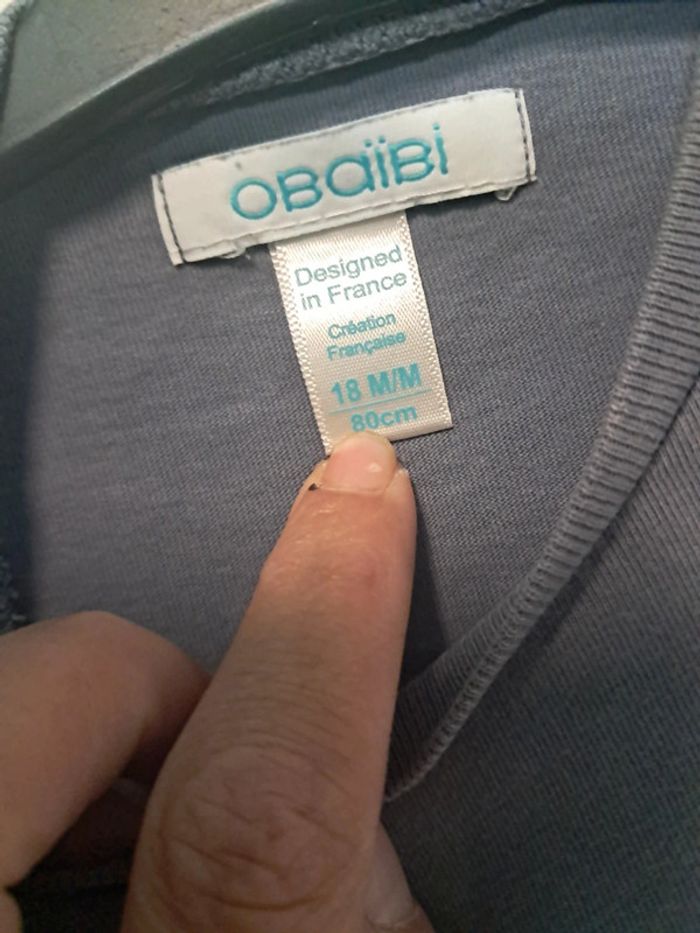 OBaïBi
Designed
in France
Création
Française
18 M/M
80cm